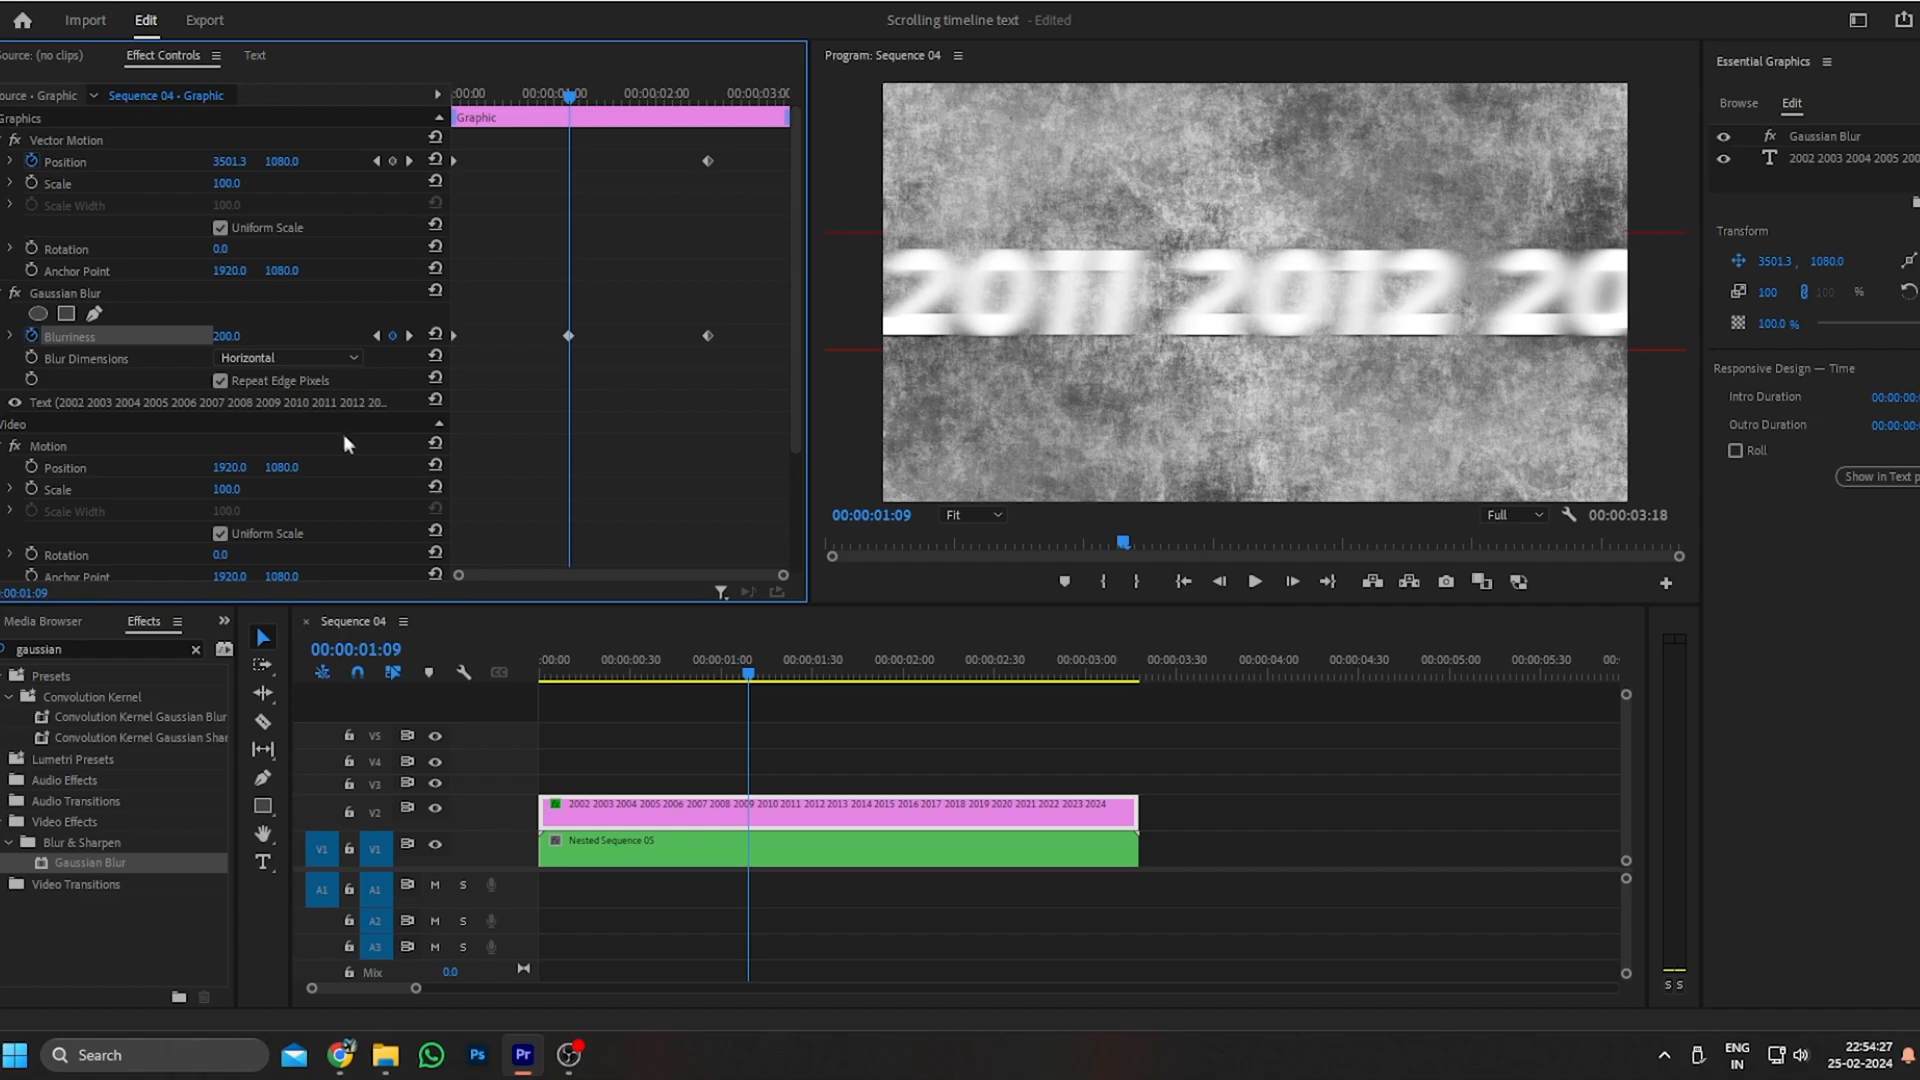 Import
Edit
Export
Scrolling timeline text - Edited
Source: (no clips)
Effect Controls
Text
Source • Graphic
Sequence 04 • Graphic
:00:00
00:00:01:00
00:00:02:00
00:00:03:00
Graphics
Graphic
Vector Motion
Position 3501.3 1080.0
Scale 100.0
Scale Width 100.0
Uniform Scale
Rotation 0.0
Anchor Point 1920.0 1080.0
Gaussian Blur
Blurriness 200.0
Blur Dimensions Horizontal
Repeat Edge Pixels
Text (2002 2003 2004 2005 2006 2007 2008 2009 2010 2011 2012 20...
Video
Motion
Position 1920.0 1080.0
Scale 100.0
Scale Width 100.0
Uniform Scale
Rotation 0.0
Anchor Point 1920.0 1080.0
:00:01:09
Program: Sequence 04
2011 2012 20
00:00:01:09
Fit
Full
00:00:03:18
Essential Graphics
Browse
Edit
Gaussian Blur
2002 2003 2004 2005 200
Transform
3501.3 , 1080.0
100 100 %
100.0 %
Responsive Design — Time
Intro Duration 00:00:00:
Outro Duration 00:00:00:
Roll
Show in Text p
Media Browser
Effects
gaussian
Presets
Convolution Kernel
Convolution Kernel Gaussian Blur
Convolution Kernel Gaussian Shar
Lumetri Presets
Audio Effects
Audio Transitions
Video Effects
Blur & Sharpen
Gaussian Blur
Video Transitions
Sequence 04
00:00:01:09
:00:00
00:00:00:30
00:00:01:00
00:00:01:30
00:00:02:00
00:00:02:30
00:00:03:00
00:00:03:30
00:00:04:00
00:00:04:30
00:00:05:00
00:00:05:30
00:
V5
V4
V3
V2
2002 2003 2004 2005 2006 2007 2008 2009 2010 2011 2012 2013 2014 2015 2016 2017 2018 2019 2020 2021 2022 2023 2024
V1 V1
Nested Sequence 05
A1 A1 M S
A2 M S
A3 M S
Mix 0.0
S S
Search
Ps
Pr
ENG
IN
22:54:27
25-02-2024